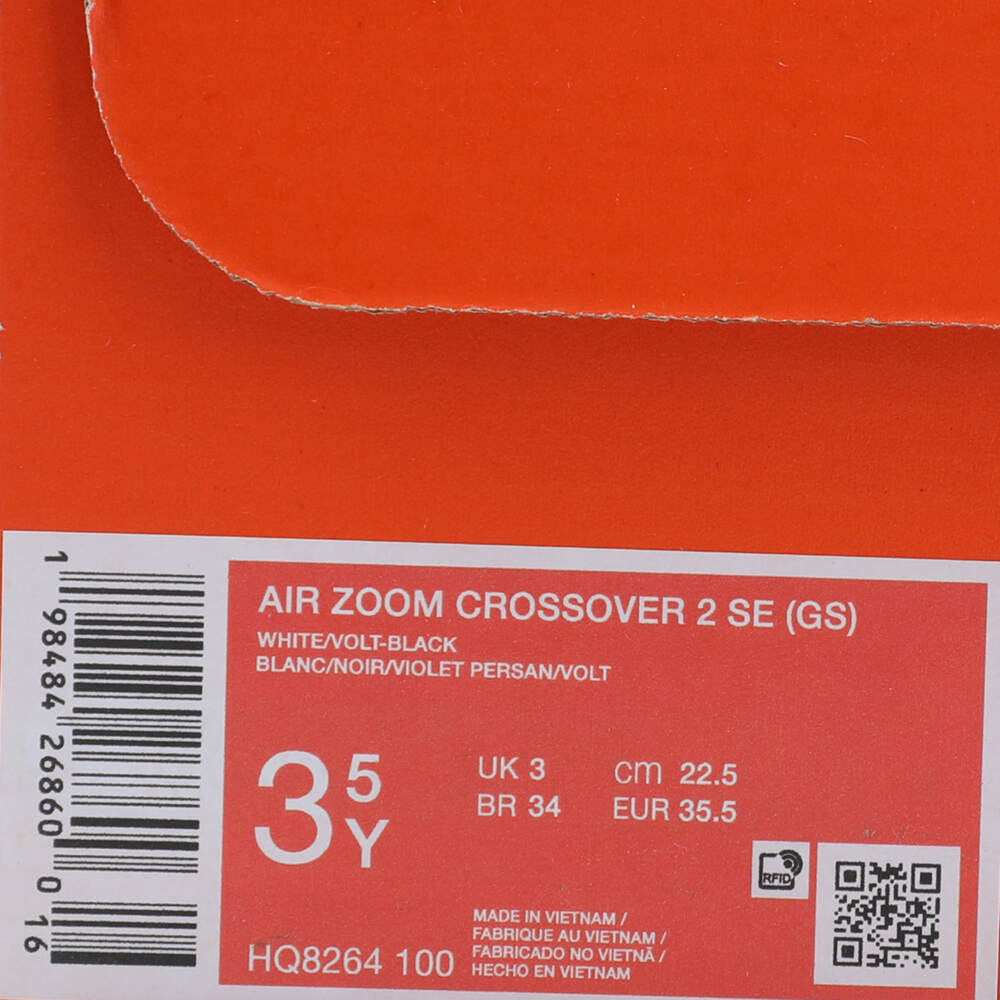 AIR ZOOM CROSSOVER 2 SE (GS)
WHITE/VOLT-BLACK
BLANC/NOIR/VIOLET PERSAN/VOLT
3 5 Y
UK 3 cm 22.5
BR 34 EUR 35.5
RFID
HQ8264 100
MADE IN VIETNAM /
FABRIQUE AU VIETNAM /
FABRICADO NO VIETNÃ /
HECHO EN VIETNAM
1 98484 26860 0 16